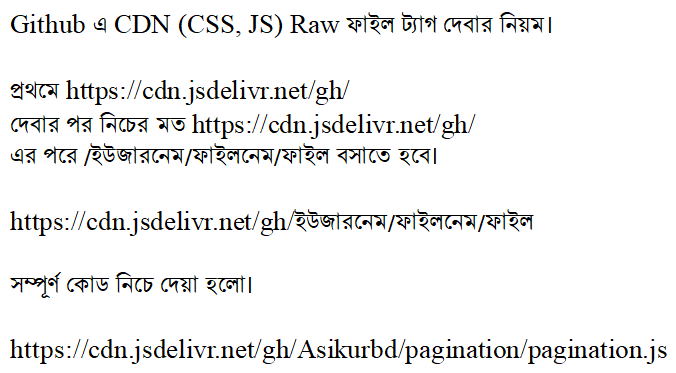 Github এ CDN (CSS, JS) Raw ফাইল ট্যাগ দেবার নিয়ম।
প্রথমে https://cdn.jsdelivr.net/gh/
দেবার পর নিচের মত https://cdn.jsdelivr.net/gh/
এর পরে /ইউজারনেম/ফাইলনেম/ফাইল বসাতে হবে।
https://cdn.jsdelivr.net/gh/ইউজারনেম/ফাইলনেম/ফাইল
সম্পূর্ণ কোড নিচে দেয়া হলো।
https://cdn.jsdelivr.net/gh/Asikurbd/pagination/pagination.js